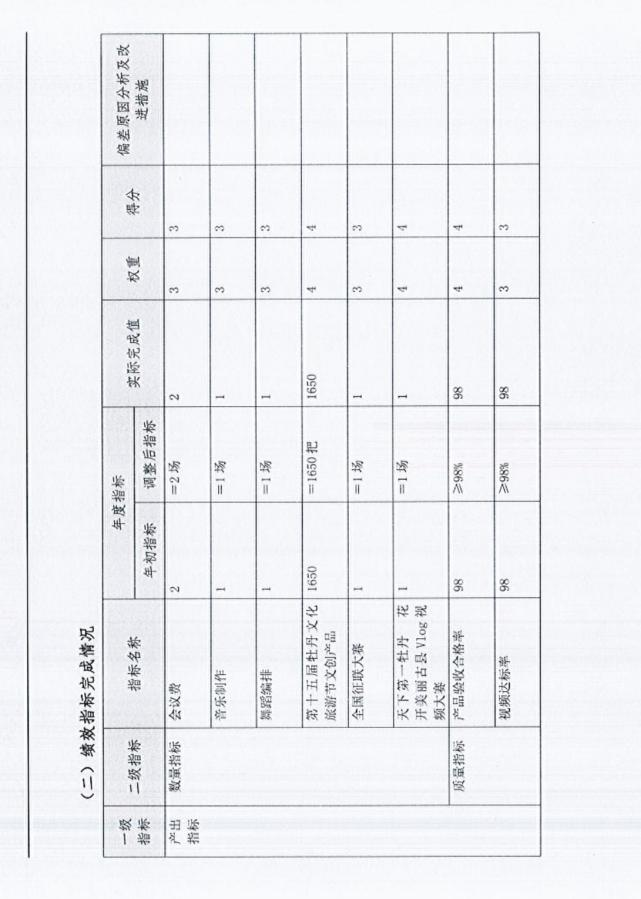 （二）绩效指标完成情况
一级 指标 二级指标 指标名称 年度指标 实际完成值 权重 得分 偏差原因分析及改进措施
年初指标 调整后指标
产出指标 数量指标 会议费 2 =2 场 2 3 3
音乐制作 1 =1 场 1 3 3
舞蹈编排 1 =1 场 1 3 3
第十五届牡丹文化旅游节文创产品 1650 =1650 把 1650 4 4
全国征联大赛 1 =1 场 1 3 3
天下第一牡丹 花开美丽古县 Vlog 视频大赛 1 =1 场 1 4 4
质量指标 产品验收合格率 98 ≥98% 98 4 4
视频达标率 98 ≥98% 98 3 3